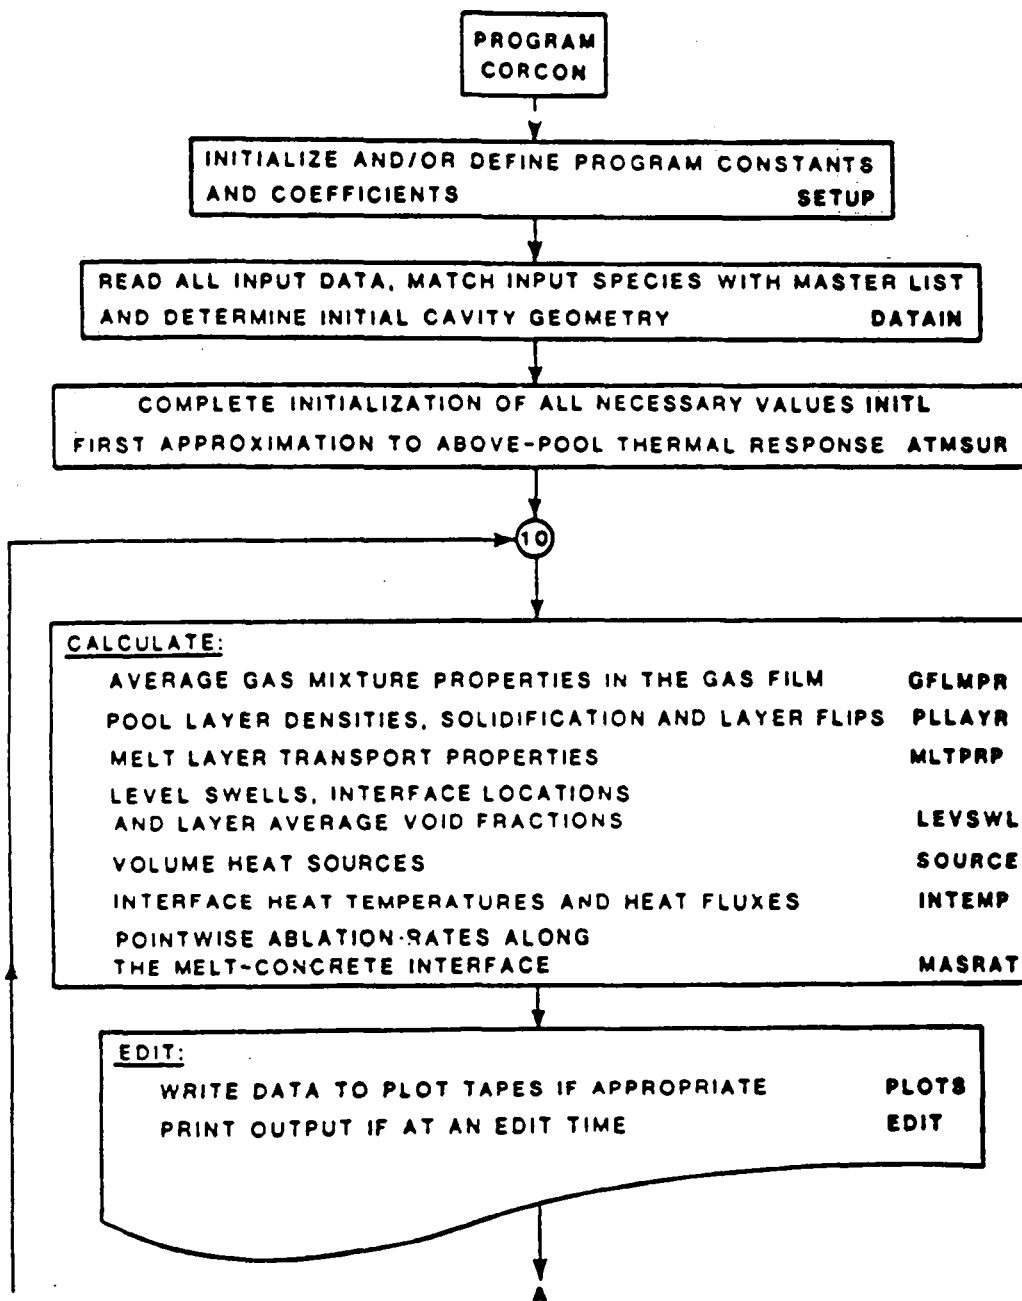 PROGRAM
CORCON
INITIALIZE AND/OR DEFINE PROGRAM CONSTANTS
AND COEFFICIENTS SETUP
READ ALL INPUT DATA, MATCH INPUT SPECIES WITH MASTER LIST
AND DETERMINE INITIAL CAVITY GEOMETRY DATAIN
COMPLETE INITIALIZATION OF ALL NECESSARY VALUES INITL
FIRST APPROXIMATION TO ABOVE-POOL THERMAL RESPONSE ATMSUR
10
CALCULATE:
AVERAGE GAS MIXTURE PROPERTIES IN THE GAS FILM GFLMPR
POOL LAYER DENSITIES, SOLIDIFICATION AND LAYER FLIPS PLLAYR
MELT LAYER TRANSPORT PROPERTIES MLTPRP
LEVEL SWELLS, INTERFACE LOCATIONS
AND LAYER AVERAGE VOID FRACTIONS LEVSWL
VOLUME HEAT SOURCES SOURCE
INTERFACE HEAT TEMPERATURES AND HEAT FLUXES INTEMP
POINTWISE ABLATION-RATES ALONG
THE MELT-CONCRETE INTERFACE MASRAT
EDIT:
WRITE DATA TO PLOT TAPES IF APPROPRIATE PLOTS
PRINT OUTPUT IF AT AN EDIT TIME EDIT
A